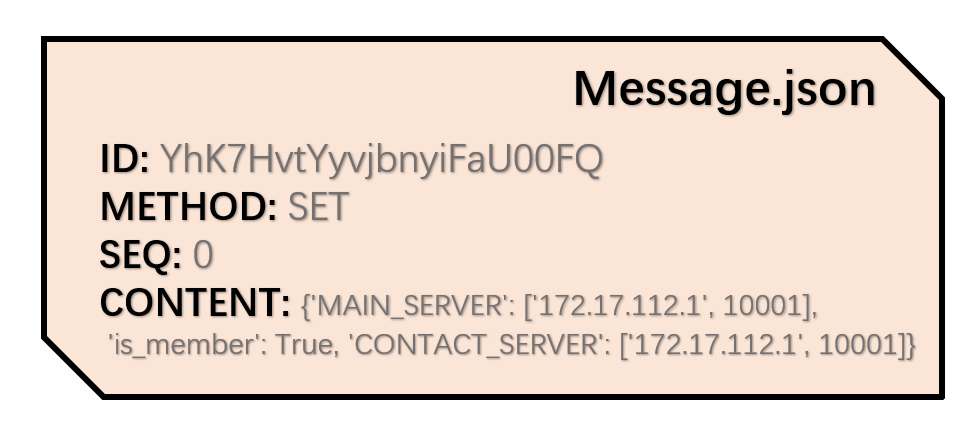 Message.json
ID: YhK7HvtYyvjbnyiFaU00FQ
METHOD: SET
SEQ: 0
CONTENT: {'MAIN_SERVER': ['172.17.112.1', 10001],
'is_member': True, 'CONTACT_SERVER': ['172.17.112.1', 10001]}